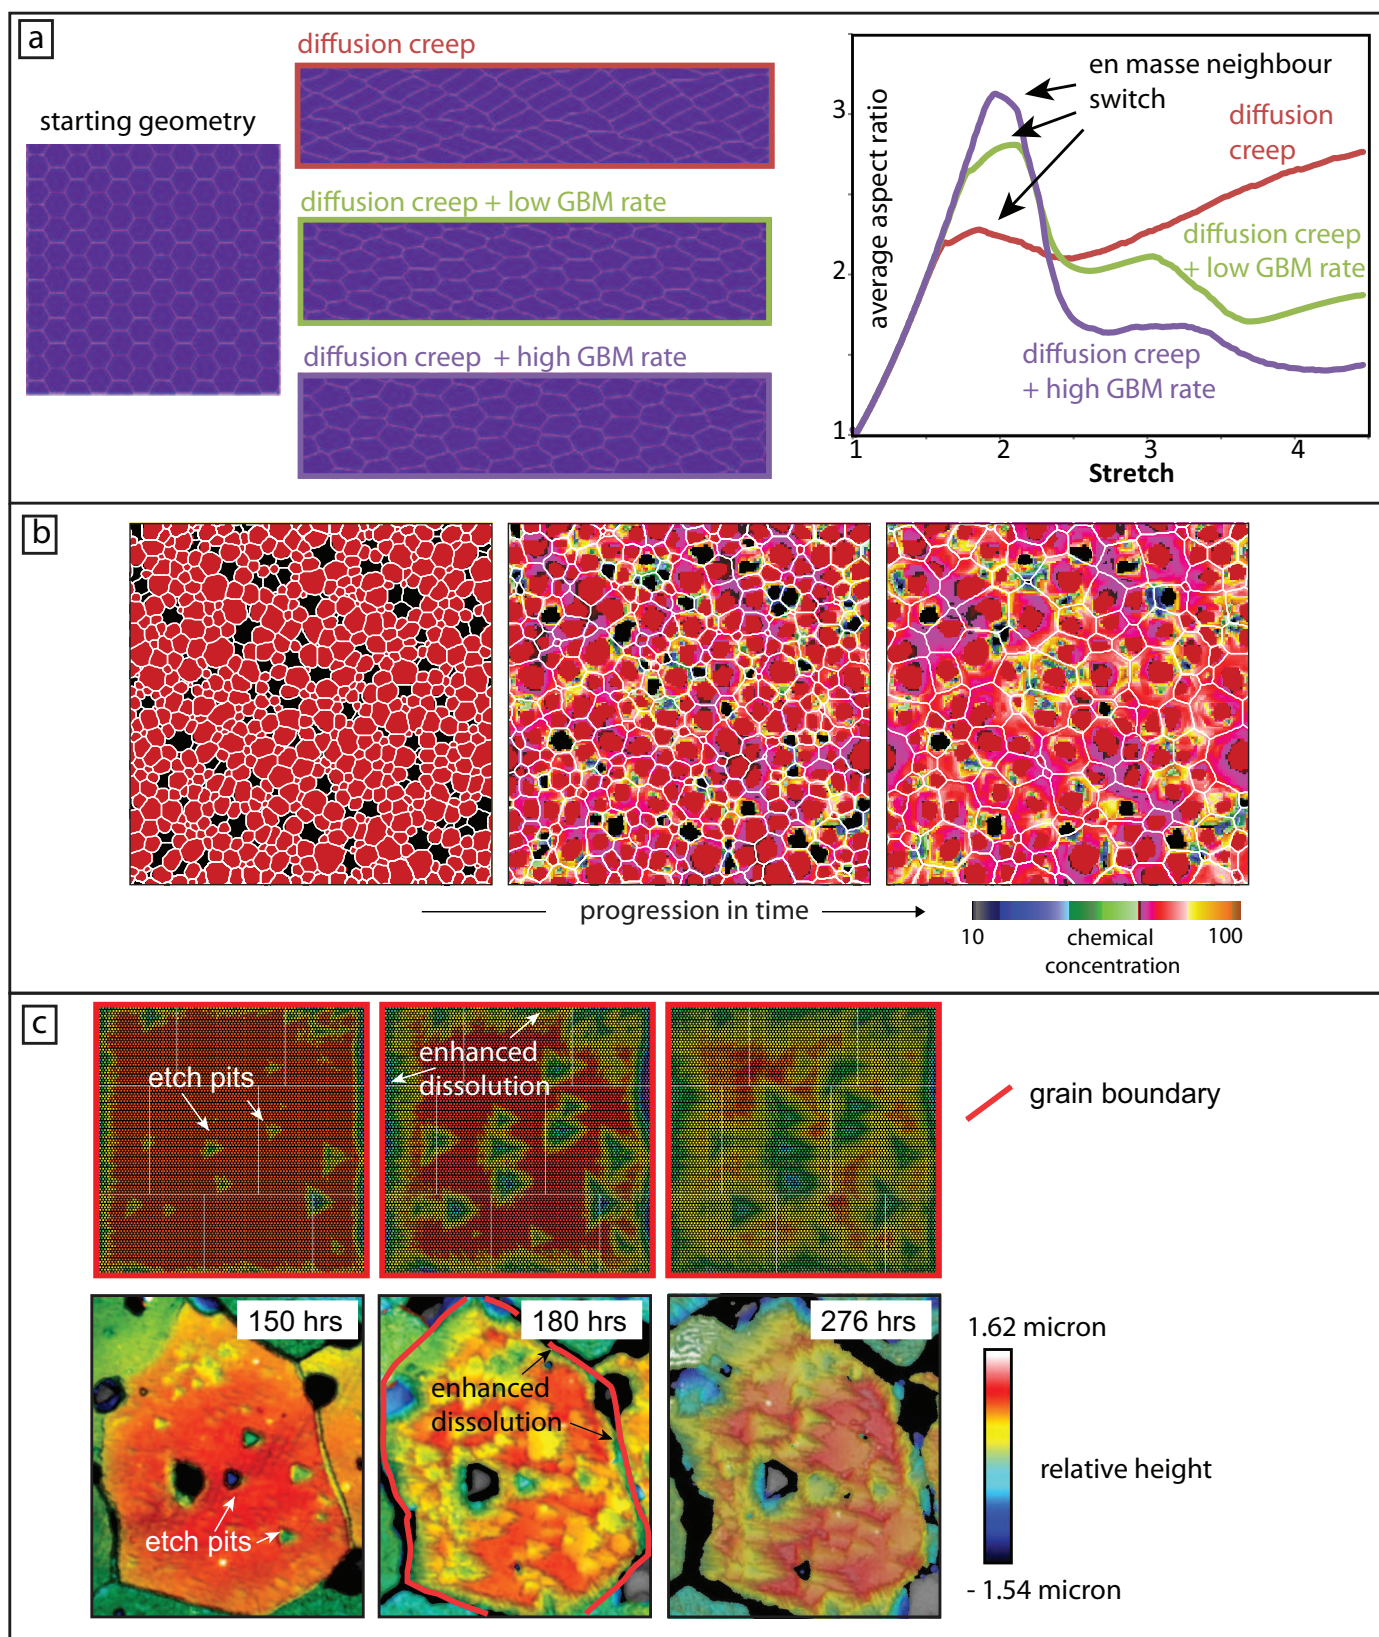 a
starting geometry
diffusion creep
diffusion creep + low GBM rate
diffusion creep + high GBM rate
average aspect ratio
3
2
1
1
2
3
4
Stretch
en masse neighbour
switch
diffusion
creep
diffusion creep
+ low GBM rate
diffusion creep
+ high GBM rate
b
progression in time
10
chemical
concentration
100
c
etch pits
enhanced
dissolution
grain boundary
150 hrs
etch pits
180 hrs
enhanced
dissolution
276 hrs
1.62 micron
relative height
- 1.54 micron